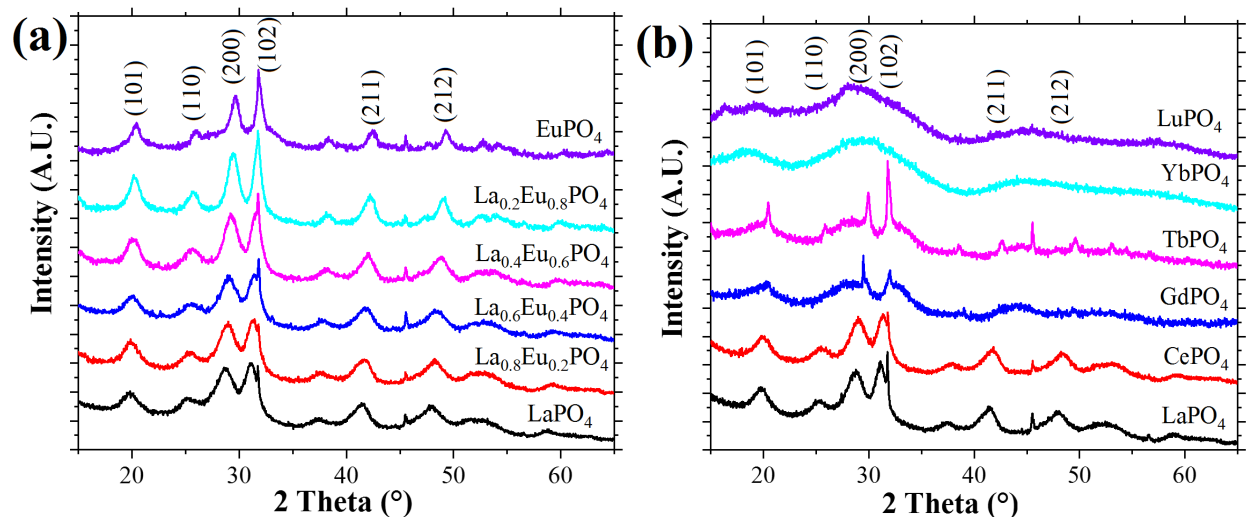 (a)
Intensity (A.U.)
(101)
(110)
(200)
(102)
(211)
(212)
EuPO4
La0.2Eu0.8PO4
La0.4Eu0.6PO4
La0.6Eu0.4PO4
La0.8Eu0.2PO4
LaPO4
20 30 40 50 60
2 Theta (°)
(b)
Intensity (A.U.)
(101)
(110)
(200)
(102)
(211)
(212)
LuPO4
YbPO4
TbPO4
GdPO4
CePO4
LaPO4
20 30 40 50 60
2 Theta (°)